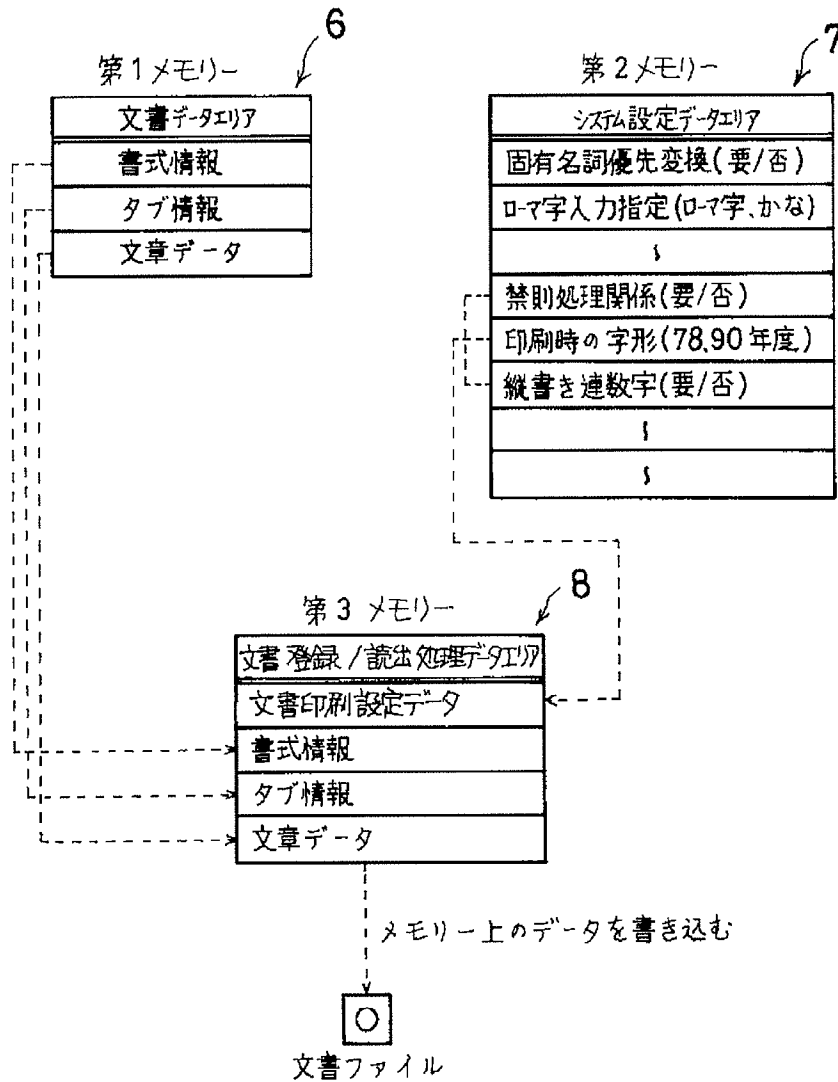 6
第1メモリー
文書データエリア
書式情報
タブ情報
文章データ
7
第2メモリー
システム設定データエリア
固有名詞優先変換(要/否)
ローマ字入力指定(ローマ字、かな)
〜
禁則処理関係(要/否)
印刷時の字形(78,90年度)
縦書き連数字(要/否)
〜
〜
8
第3メモリー
文書登録/読出処理データエリア
文書印刷設定データ
書式情報
タブ情報
文章データ
メモリー上のデータを書き込む
文書ファイル